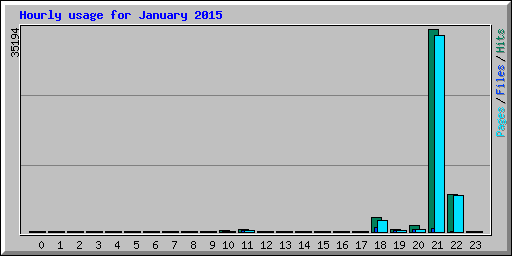 Hourly usage for January 2015
35194
Pages/Files/Hits
0 1 2 3 4 5 6 7 8 9 10 11 12 13 14 15 16 17 18 19 20 21 22 23